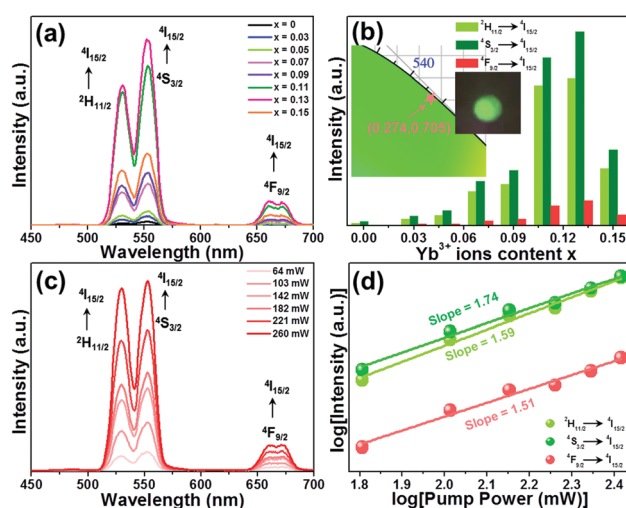 (a)
⁴I₁₅/₂
²H₁₁/₂
⁴I₁₅/₂
⁴S₃/₂
⁴I₁₅/₂
⁴F₉/₂
x = 0
x = 0.03
x = 0.05
x = 0.07
x = 0.09
x = 0.11
x = 0.13
x = 0.15
Intensity (a.u.)
450 500 550 600 650 700
Wavelength (nm)
(b)
²H₁₁/₂→⁴I₁₅/₂
⁴S₃/₂→⁴I₁₅/₂
⁴F₉/₂→⁴I₁₅/₂
540
(0.274,0.705)
Intensity (a.u.)
0.00 0.03 0.06 0.09 0.12 0.15
Yb³⁺ ions content x
(c)
⁴I₁₅/₂
²H₁₁/₂
⁴I₁₅/₂
⁴S₃/₂
⁴I₁₅/₂
⁴F₉/₂
64 mW
103 mW
142 mW
182 mW
221 mW
260 mW
Intensity (a.u.)
450 500 550 600 650 700
Wavelength (nm)
(d)
Slope = 1.74
Slope = 1.59
Slope = 1.51
²H₁₁/₂→⁴I₁₅/₂
⁴S₃/₂→⁴I₁₅/₂
⁴F₉/₂→⁴I₁₅/₂
log[Intensity (a.u.)]
1.8 1.9 2.0 2.1 2.2 2.3 2.4
log[Pump Power (mW)]